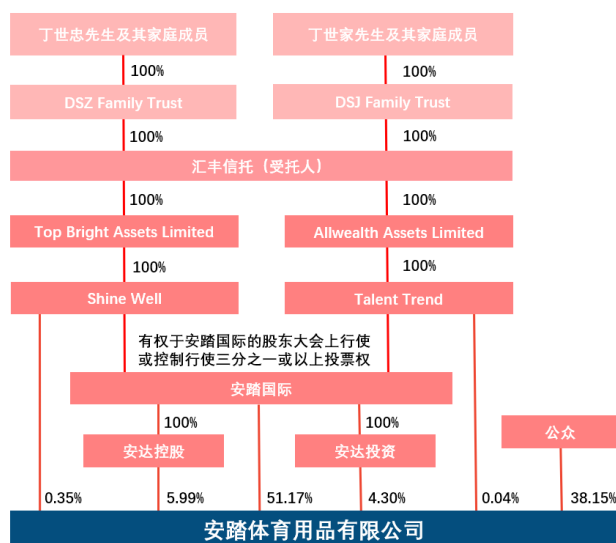 丁世忠先生及其家庭成员
丁世家先生及其家庭成员
100%
100%
DSZ Family Trust
DSJ Family Trust
100%
100%
汇丰信托（受托人）
100%
100%
Top Bright Assets Limited
Allwealth Assets Limited
100%
100%
Shine Well
Talent Trend
有权于安踏国际的股东大会上行使
或控制行使三分之一或以上投票权
安踏国际
100%
100%
公众
安达控股
安达投资
0.35%
5.99%
51.17%
4.30%
0.04%
38.15%
安踏体育用品有限公司